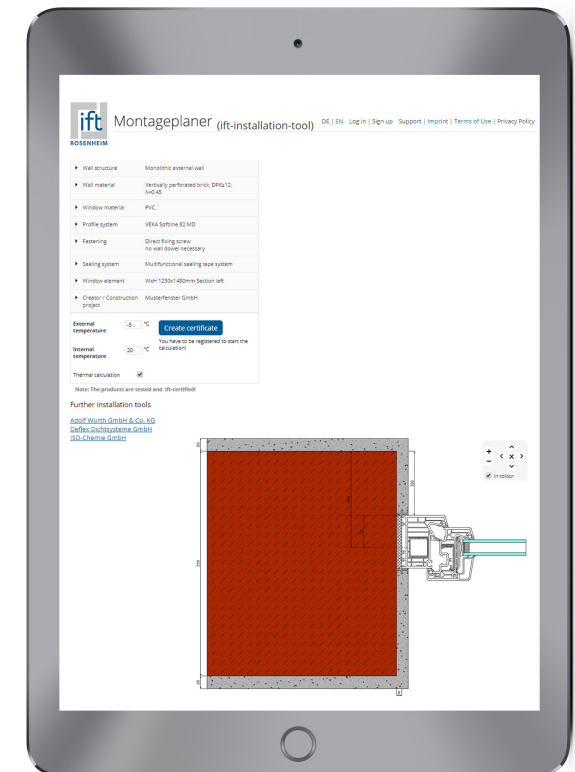 ift
ROSENHEIM
Montageplaner (ift-installation-tool)
DE | EN Log in | Sign up Support | Imprint | Terms of Use | Privacy Policy
Wall structure Monolithic external wall
Wall material Vertically perforated brick; DFK≥12;
λ=0.45
Window material PVC
Profile system VEKA Softline 82 MD
Fastening Direct fixing screw
no wall dowel necessary
Sealing system Multifunctional sealing tape system
Window element WxH 1230x1480mm Section left
Creator / Construction project Musterfenster GmbH
External temperature -5 °C
Create certificate
You have to be registered to start the calculation!
Internal temperature 20 °C
Thermal calculation
Note: The products are tested and ift-certified!
Further installation tools
Adolf Würth GmbH & Co. KG
Deflex Dichtsysteme GmbH
ISO-Chemie GmbH
+
-
x
in colour
20
20